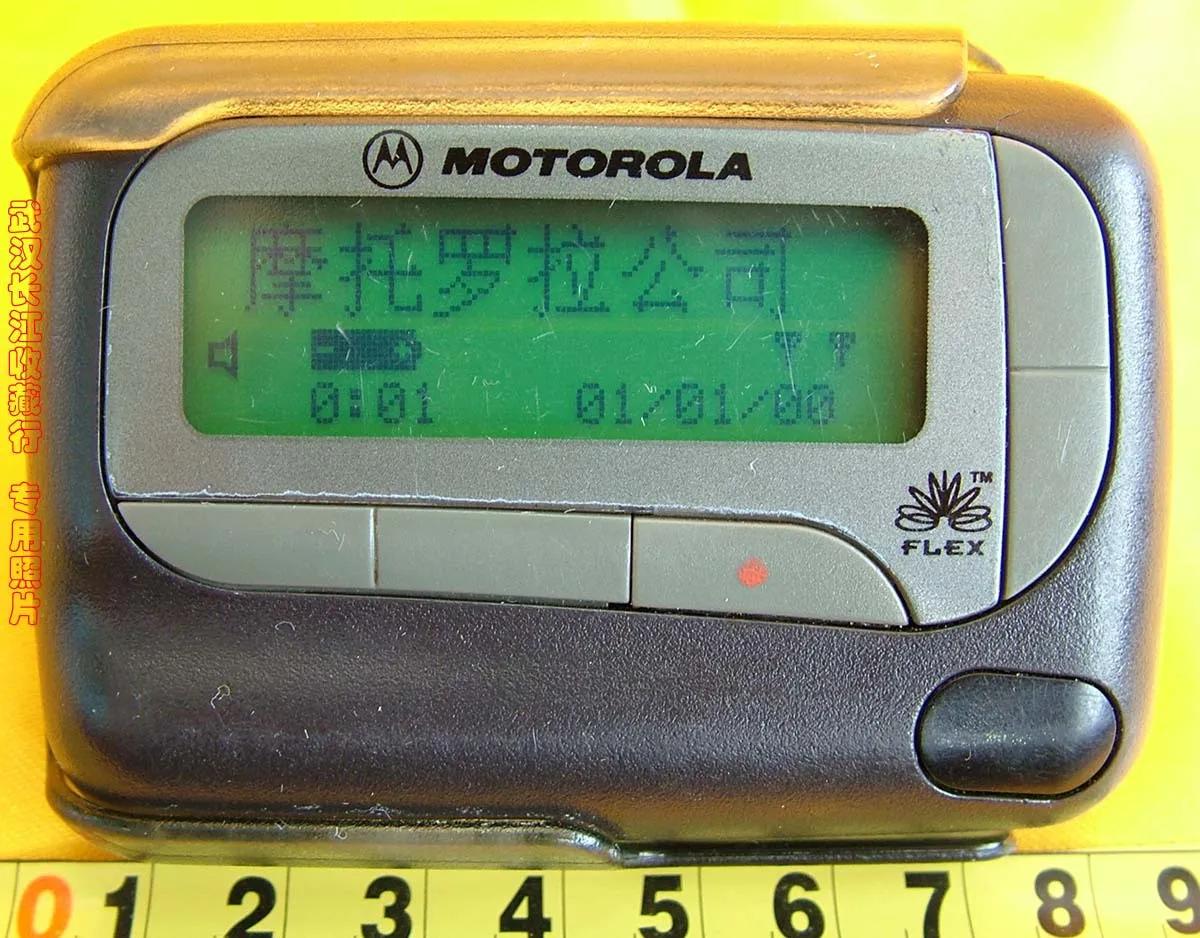 MOTOROLA
摩托罗拉公司
0:01 01/01/00
TM
FLEX
武汉长江收藏行 专用照片
0 1 2 3 4 5 6 7 8 9